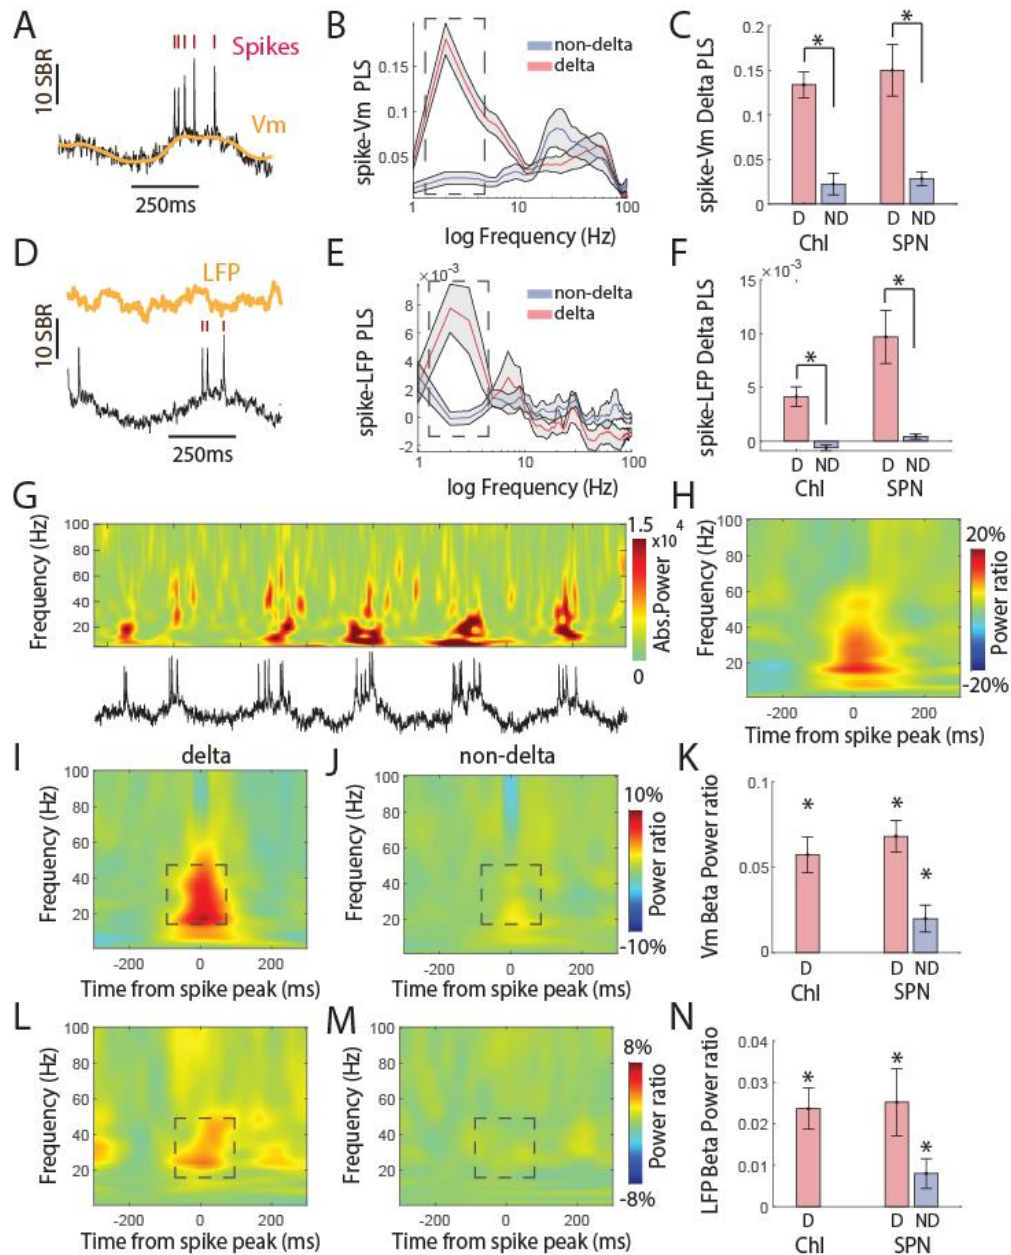 A
Spikes
10 SBR
Vm
250ms
B
non-delta
delta
spike-Vm PLS
0.15
0.1
0.05
1 10 100
log Frequency (Hz)
C
spike-Vm Delta PLS
0.2
0.15
0.1
0.05
0
* *
D ND D ND
ChI SPN
D
LFP
10 SBR
250ms
E
×10^-3
non-delta
delta
spike-LFP PLS
8
6
4
2
0
-2
1 10 100
log Frequency (Hz)
F
×10^-3
spike-LFP Delta PLS
15
10
5
0
* *
D ND D ND
ChI SPN
G
Frequency (Hz)
100
80
60
40
20
1.5
x10^4
Abs.Power
0
H
Frequency (Hz)
100
80
60
40
20
-200 0 200
Time from spike peak (ms)
20%
Power ratio
-20%
I
delta
Frequency (Hz)
100
80
60
40
20
-200 0 200
Time from spike peak (ms)
J
non-delta
Frequency (Hz)
100
80
60
40
20
-200 0 200
Time from spike peak (ms)
10%
Power ratio
-10%
K
Vm Beta Power ratio
0.1
0.05
0
* * *
D D ND
ChI SPN
L
Frequency (Hz)
100
80
60
40
20
-200 0 200
Time from spike peak (ms)
M
Frequency (Hz)
100
80
60
40
20
-200 0 200
Time from spike peak (ms)
8%
Power ratio
-8%
N
LFP Beta Power ratio
0.04
0.03
0.02
0.01
0
* * *
D D ND
ChI SPN